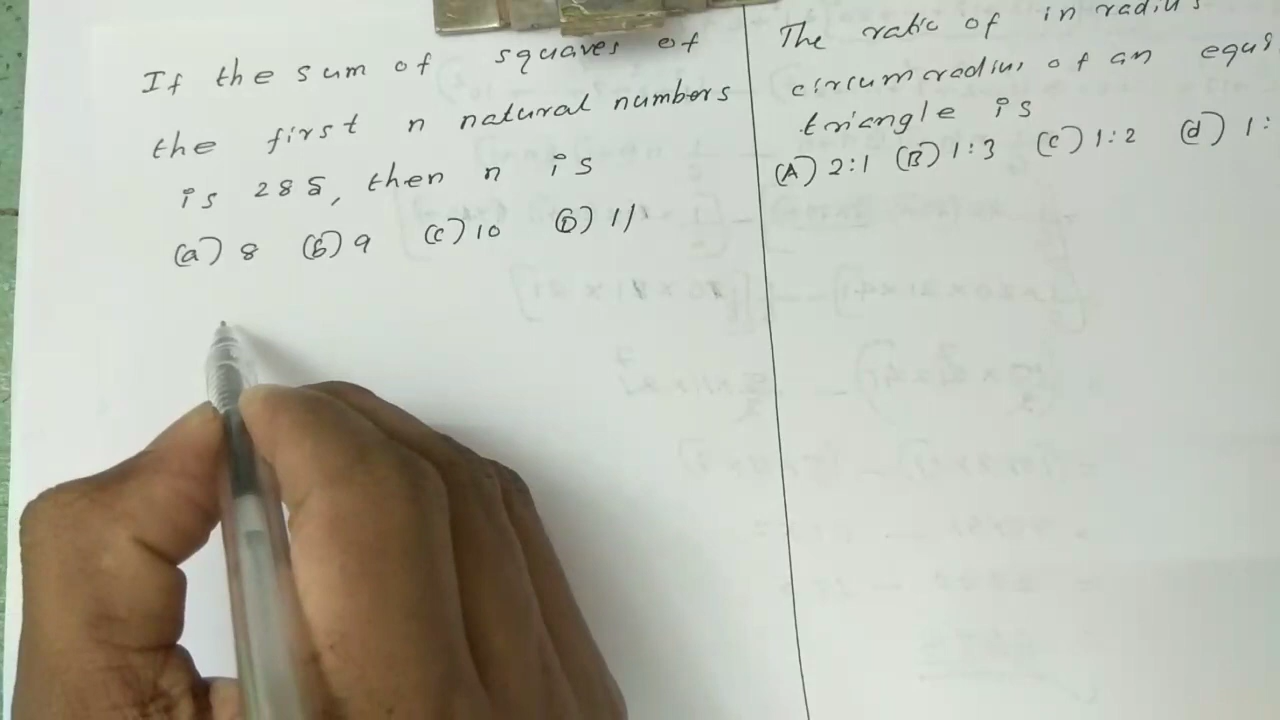 If the sum of squares of
the first n natural numbers
is 285, then n is
(a) 8 (b) 9 (c) 10 (D) 11
The ratio of in radius
circumradius of an
triangle is
(A) 2:1 (B) 1:3 (C) 1:2 (d) 1: